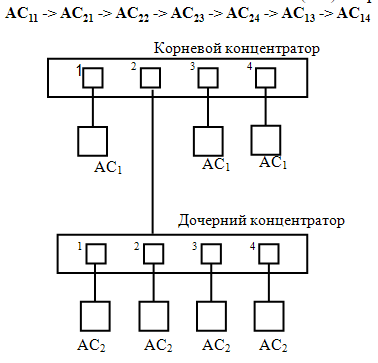 AC11 -> AC21 -> AC22 -> AC23 -> AC24 -> AC13 -> AC14
Корневой концентратор
1 2 3 4
AC1 AC1 AC1
Дочерний концентратор
1 2 3 4
AC2 AC2 AC2 AC2